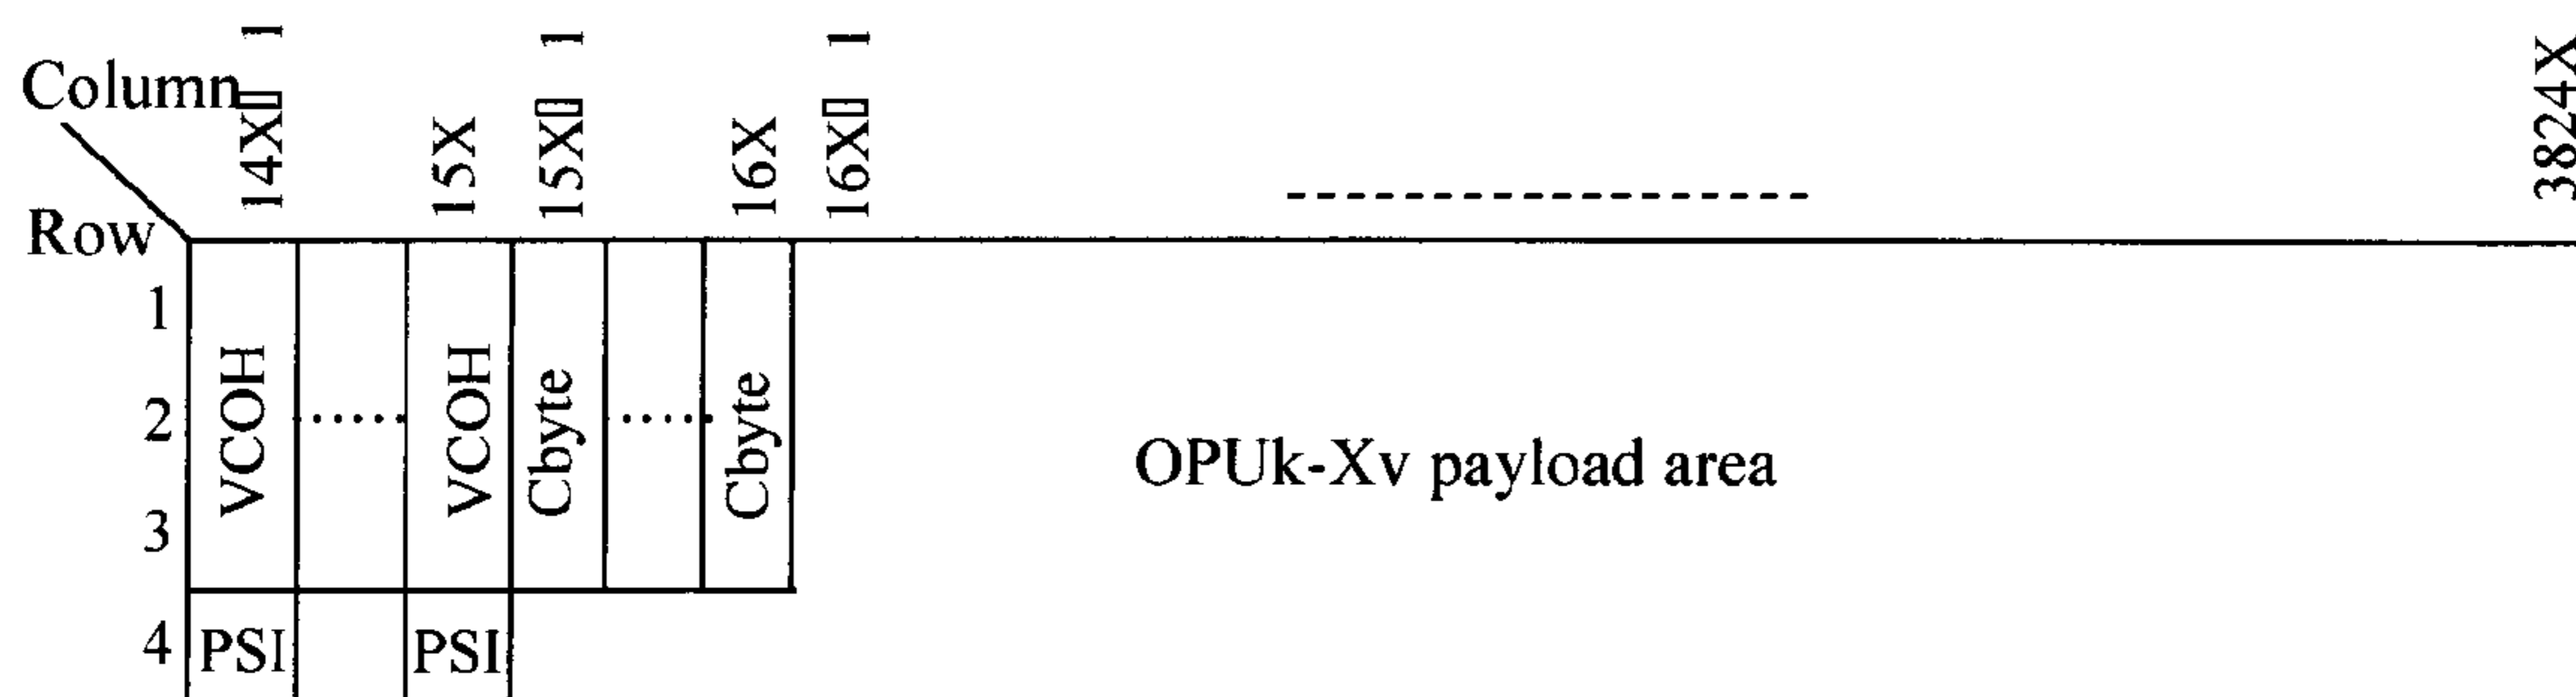 Column
14X▯ 1
15X
15X▯ 1
16X
16X▯ 1
3824X
Row
1
2
3
4
VCOH
VCOH
Cbyte
Cbyte
OPUk-Xv payload area
PSI
PSI